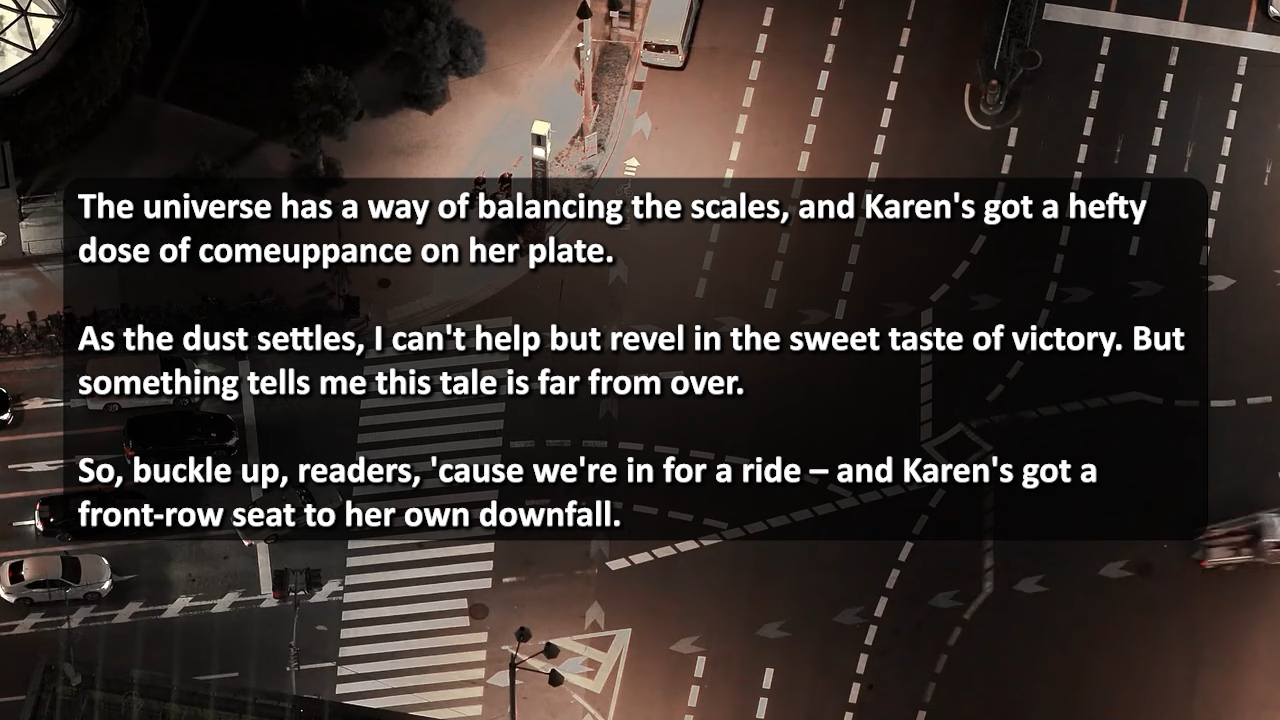 The universe has a way of balancing the scales, and Karen's got a hefty
dose of comeuppance on her plate.
As the dust settles, I can't help but revel in the sweet taste of victory. But
something tells me this tale is far from over.
So, buckle up, readers, 'cause we're in for a ride – and Karen's got a
front-row seat to her own downfall.